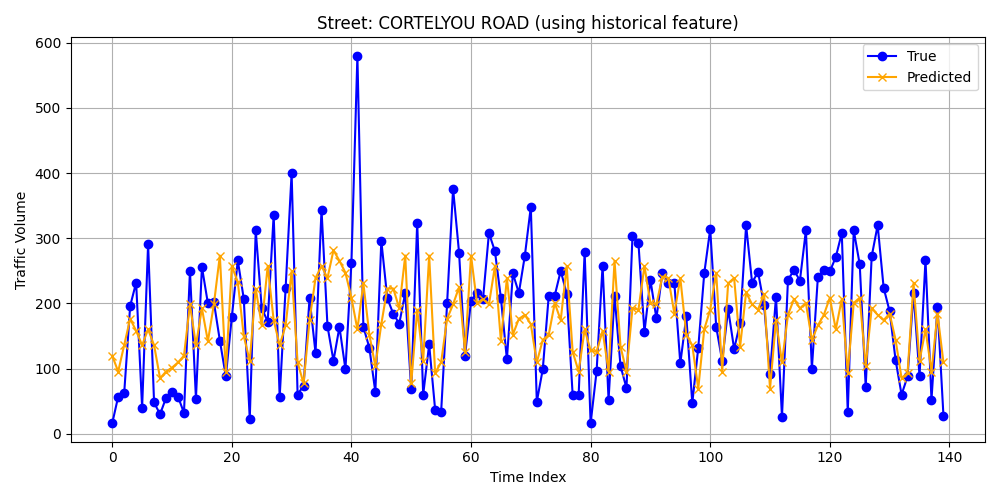 Street: CORTELYOU ROAD (using historical feature)
True
Predicted
Traffic Volume
600
500
400
300
200
100
0
0 20 40 60 80 100 120 140
Time Index